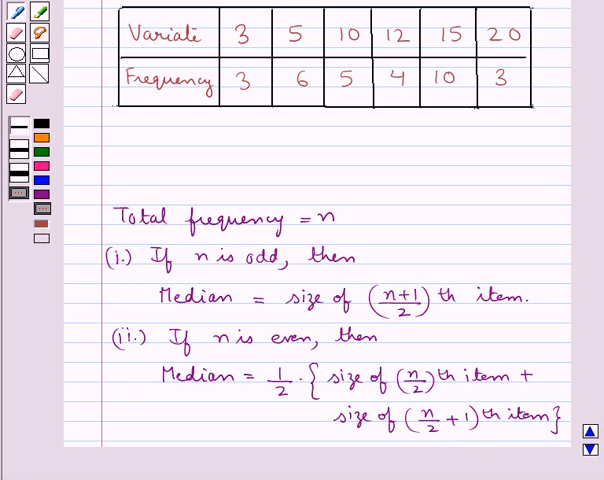 Variate 3 5 10 12 15 20
Frequency 3 6 5 4 10 3
Total frequency = n
(i.) If n is odd, then
Median = size of (n+1/2) th item.
(ii.) If n is even, then
Median = 1/2 . { size of (n/2) th item +
size of (n/2 + 1) th item }